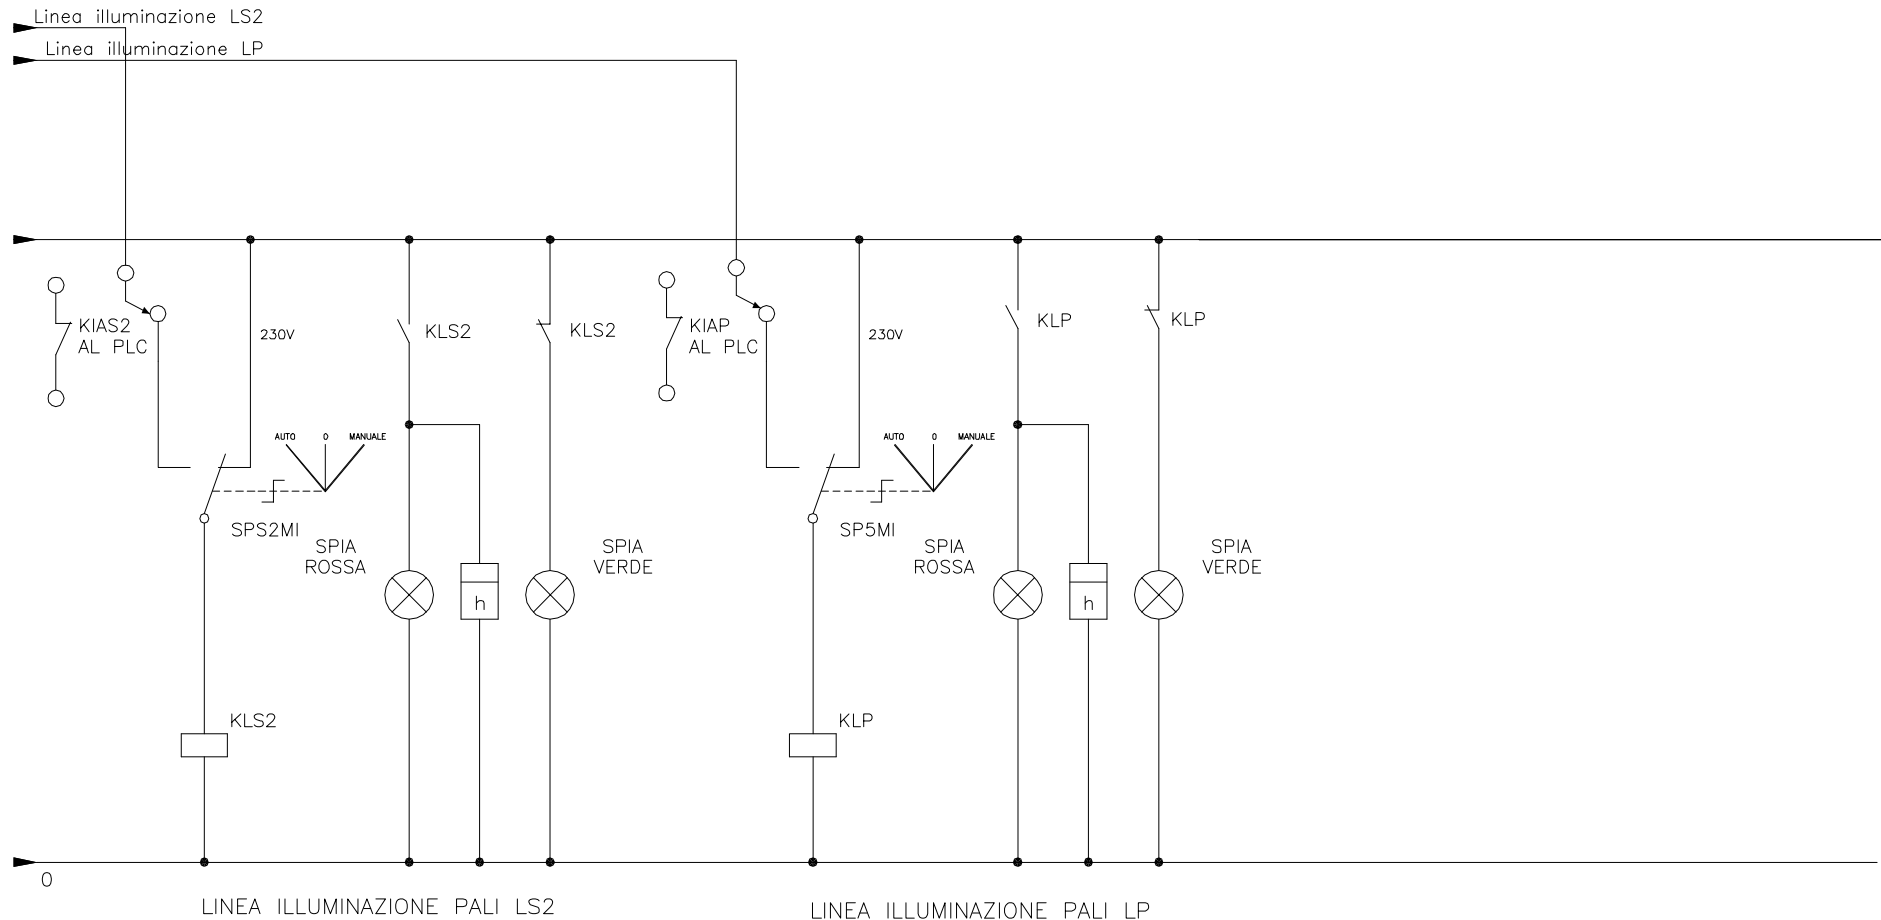 Linea illuminazione LS2
Linea illuminazione LP
KIAS2
AL PLC
230V
KLS2
KLS2
KIAP
AL PLC
230V
KLP
KLP
AUTO 0 MANUALE
AUTO 0 MANUALE
SPS2MI
SP5MI
SPIA
ROSSA
SPIA
VERDE
SPIA
ROSSA
SPIA
VERDE
h
h
KLS2
KLP
0
LINEA ILLUMINAZIONE PALI LS2
LINEA ILLUMINAZIONE PALI LP